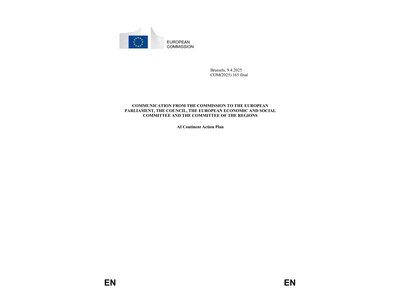 EUROPEAN
COMMISSION
Brussels, 9.4.2025
COM(2025) 165 final
COMMUNICATION FROM THE COMMISSION TO THE EUROPEAN
PARLIAMENT, THE COUNCIL, THE EUROPEAN ECONOMIC AND SOCIAL
COMMITTEE AND THE COMMITTEE OF THE REGIONS
AI Continent Action Plan
EN EN